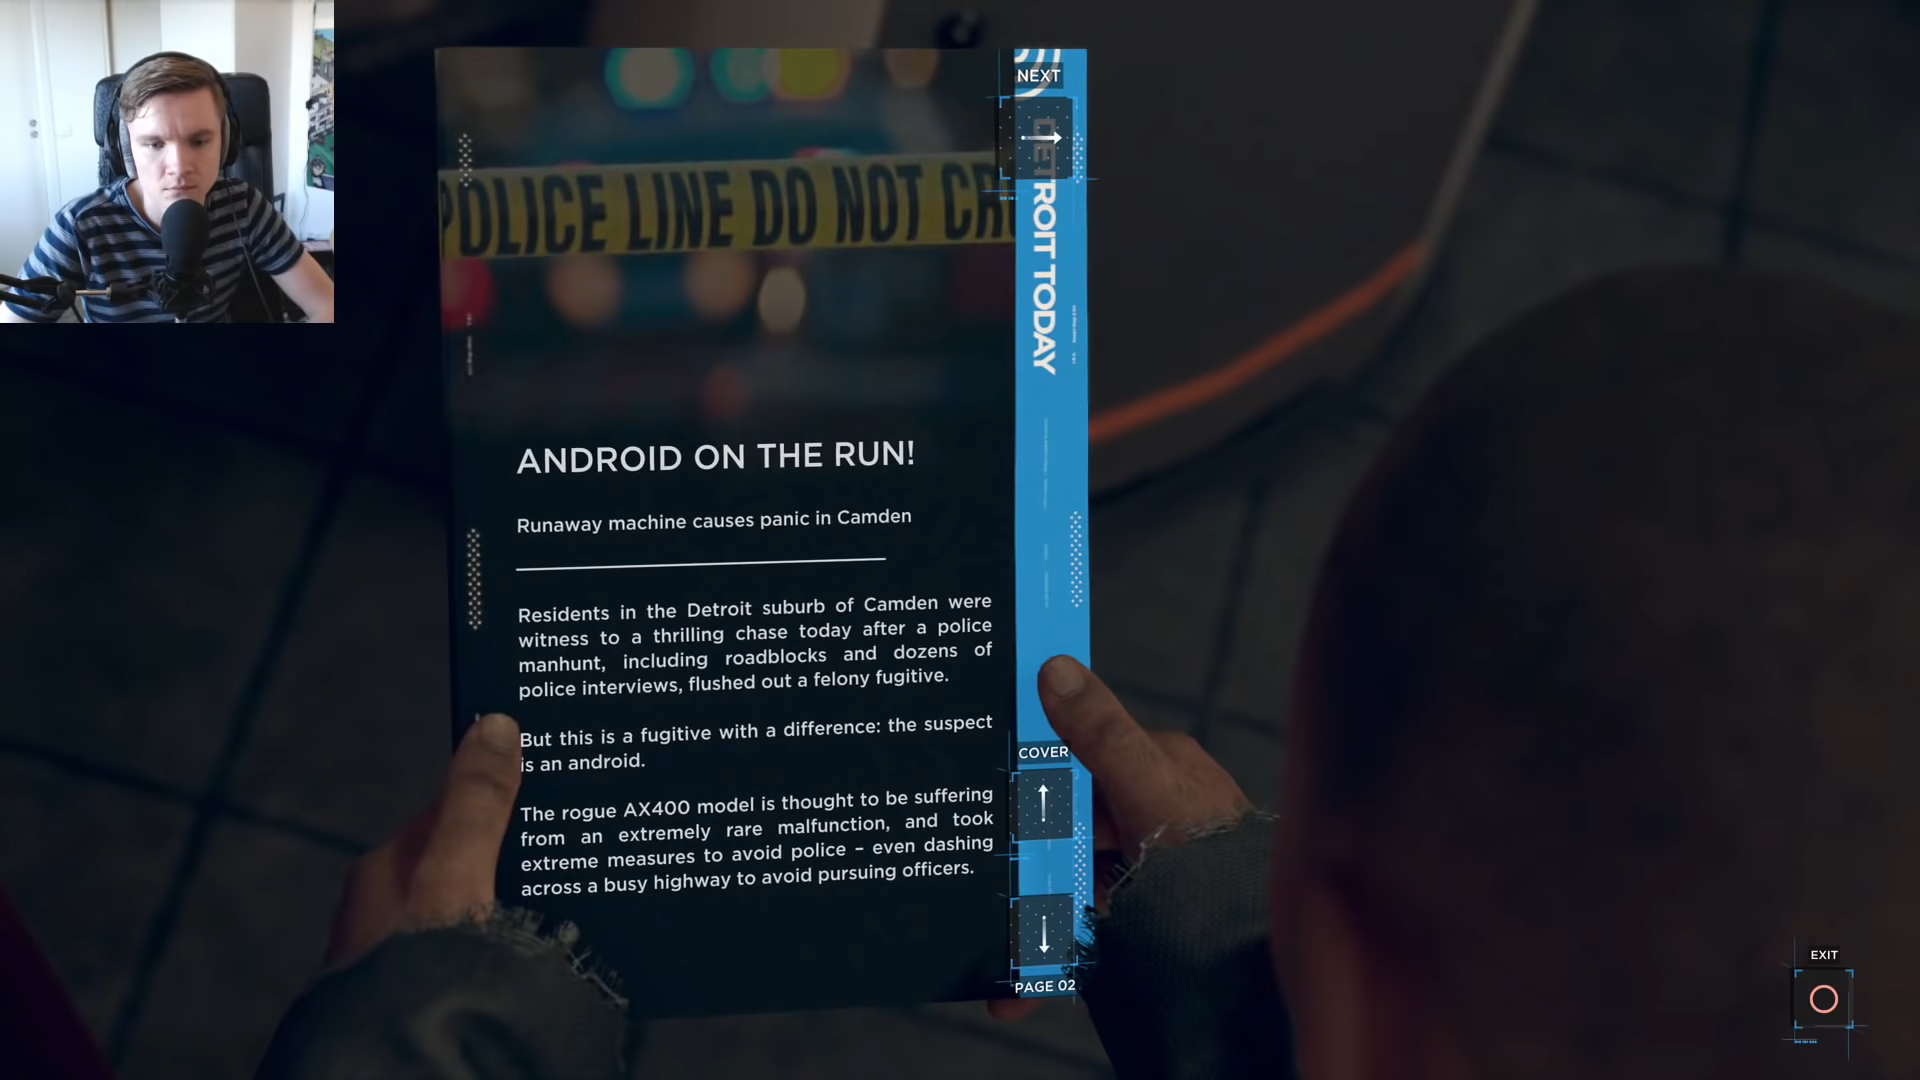 POLICE LINE DO NOT
NEXT
DETROIT TODAY
ANDROID ON THE RUN!
Runaway machine causes panic in Camden
Residents in the Detroit suburb of Camden were
witness to a thrilling chase today after a police
manhunt, including roadblocks and dozens of
police interviews, flushed out a felony fugitive.
But this is a fugitive with a difference: the suspect
is an android.
The rogue AX400 model is thought to be suffering
from an extremely rare malfunction, and took
extreme measures to avoid police – even dashing
across a busy highway to avoid pursuing officers.
COVER
PAGE 02
EXIT